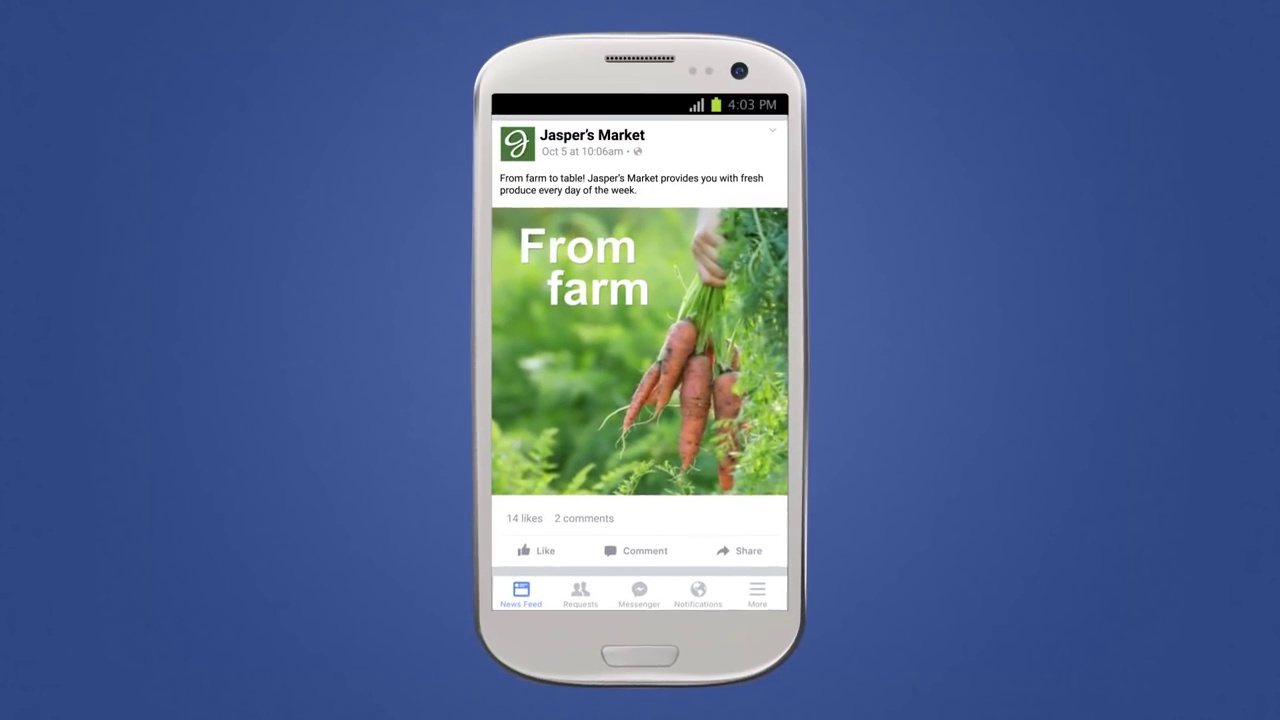 4:03 PM
Jasper's Market
Oct 5 at 10:06am
From farm to table! Jasper's Market provides you with fresh
produce every day of the week.
From
farm
14 likes 2 comments
Like Comment Share
News Feed Requests Messenger Notifications More